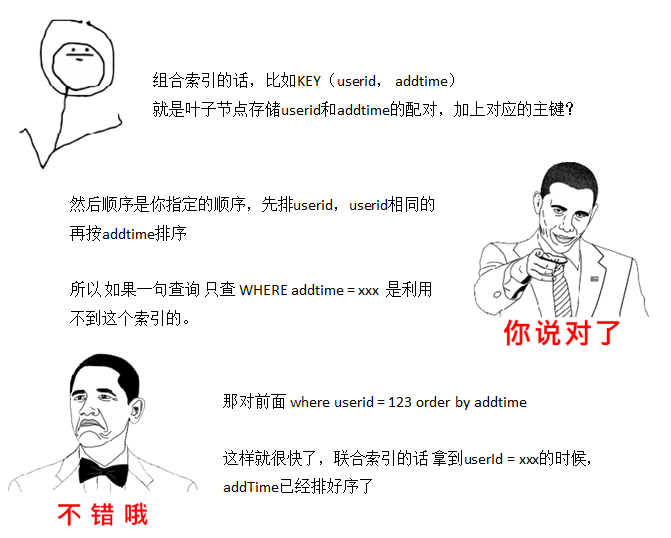 组合索引的话，比如KEY（userid， addtime）
就是叶子节点存储userid和addtime的配对，加上对应的主键？
然后顺序是你指定的顺序，先排userid，userid相同的
再按addtime排序
所以 如果一句查询 只查 WHERE addtime = xxx 是利用
不到这个索引的。
你说对了
那对前面 where userid = 123 order by addtime
这样就很快了，联合索引的话 拿到userId = xxx的时候，
addTime已经排好序了
不错哦